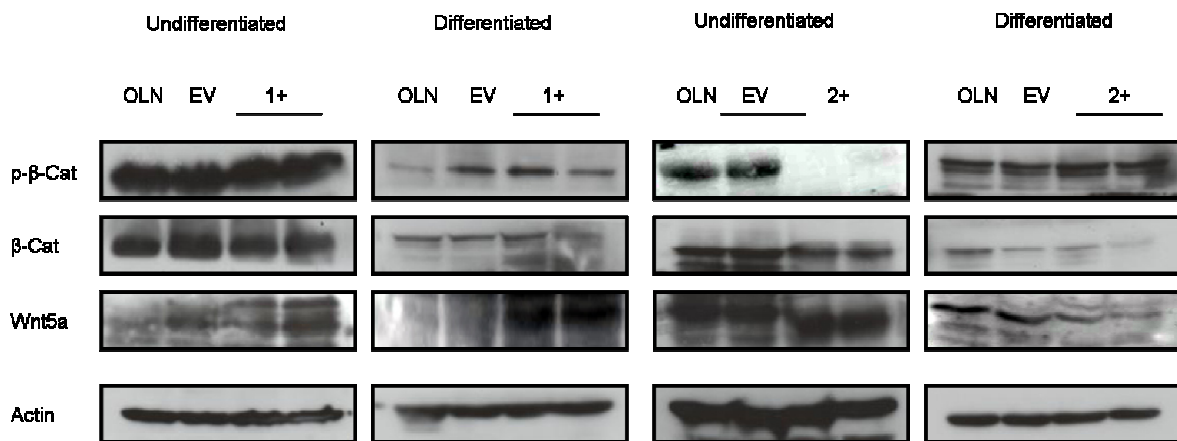 Undifferentiated Differentiated Undifferentiated Differentiated
OLN EV 1+ OLN EV 1+ OLN EV 2+ OLN EV 2+
p-β-Cat
β-Cat
Wnt5a
Actin